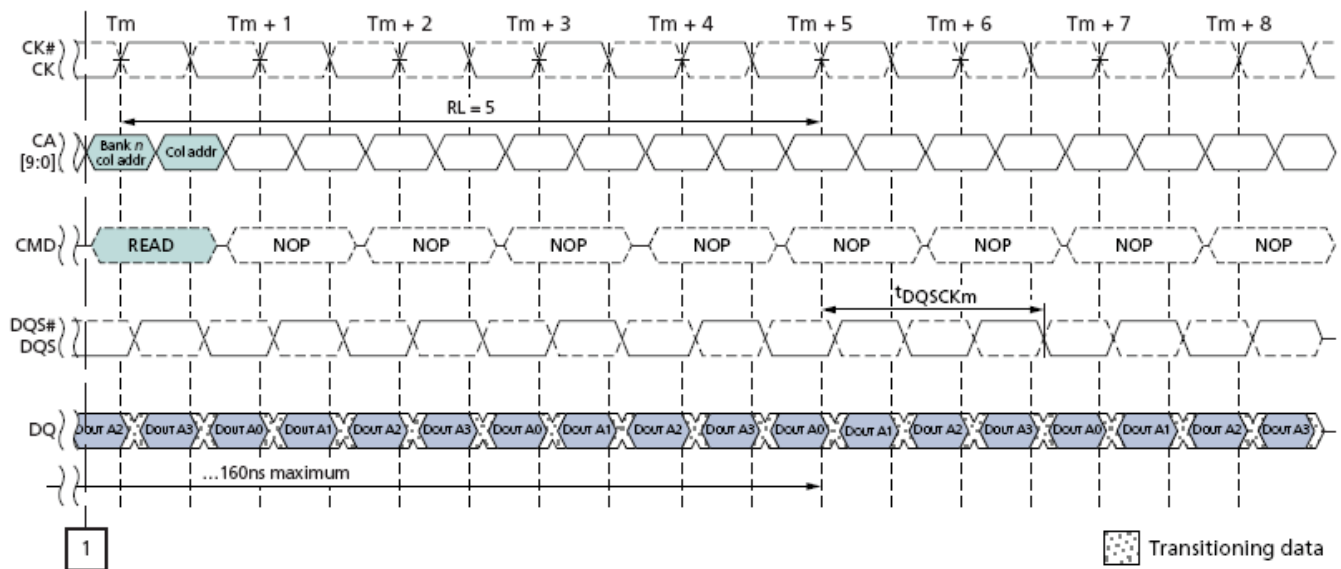 Tm Tm + 1 Tm + 2 Tm + 3 Tm + 4 Tm + 5 Tm + 6 Tm + 7 Tm + 8
CK#
CK
RL = 5
CA
[9:0]
Bank n
col addr
Col addr
CMD
READ NOP NOP NOP NOP NOP NOP NOP NOP
tDQSCKm
DQS#
DQS
DQ
DOUT A2 DOUT A3 DOUT A0 DOUT A1 DOUT A2 DOUT A3 DOUT A0 DOUT A1 DOUT A2 DOUT A3 DOUT A0 DOUT A1 DOUT A2 DOUT A3 DOUT A0 DOUT A1 DOUT A2 DOUT A3
...160ns maximum
1
Transitioning data